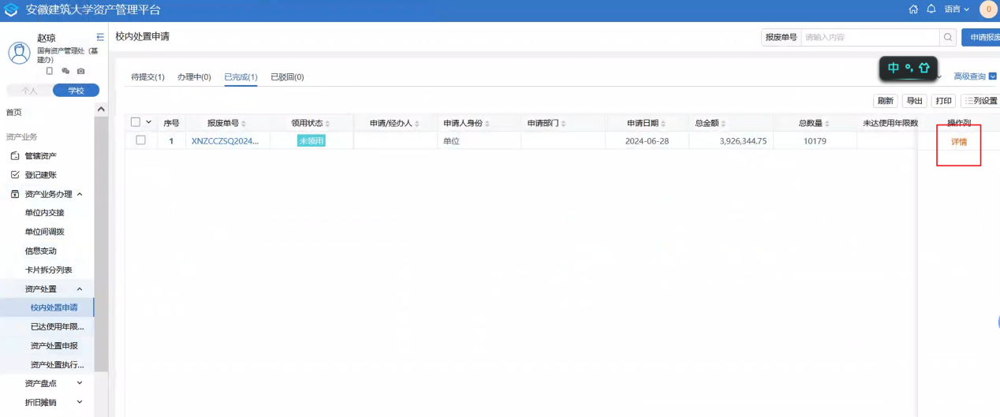 安徽建筑大学资产管理平台
语言
0
赵琼
国有资产管理处（基
建办）
个人
学校
首页
资产业务
管辖资产
登记建账
资产业务办理
单位内交接
单位间调拨
信息变动
卡片拆分列表
资产处置
校内处置申请
已达使用年限...
资产处置申报
资产处置执行...
资产盘点
折旧摊销
校内处置申请
报废单号 请输入内容 申请报废
待提交(1) 办理中(0) 已完成(1) 已驳回(0)
中 °,
高级查询
刷新 导出 打印 列设置
序号 报废单号 领用状态 申请/经办人 申请人身份 申请部门 申请日期 总金额 总数量 未达使用年限数 操作列
1 XNZCCZSQ2024... 未领用 单位 2024-06-28 3,926,344.75 10179 详情